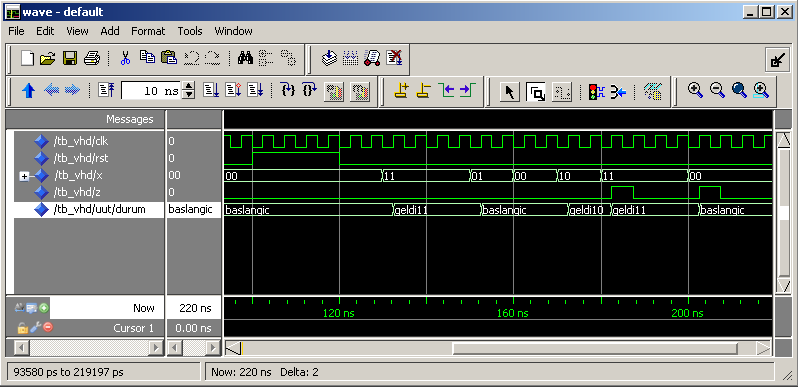 wave - default
File Edit View Add Format Tools Window
10 ns
Messages
/tb_vhd/clk 0
/tb_vhd/rst 0
/tb_vhd/x 00 00 11 01 00 10 11 00
/tb_vhd/z 0
/tb_vhd/uut/durum baslangic baslangic geldi11 baslangic geldi10 geldi11 baslangic
Now 220 ns 120 ns 160 ns 200 ns
Cursor 1 0.00 ns
93580 ps to 219197 ps Now: 220 ns Delta: 2